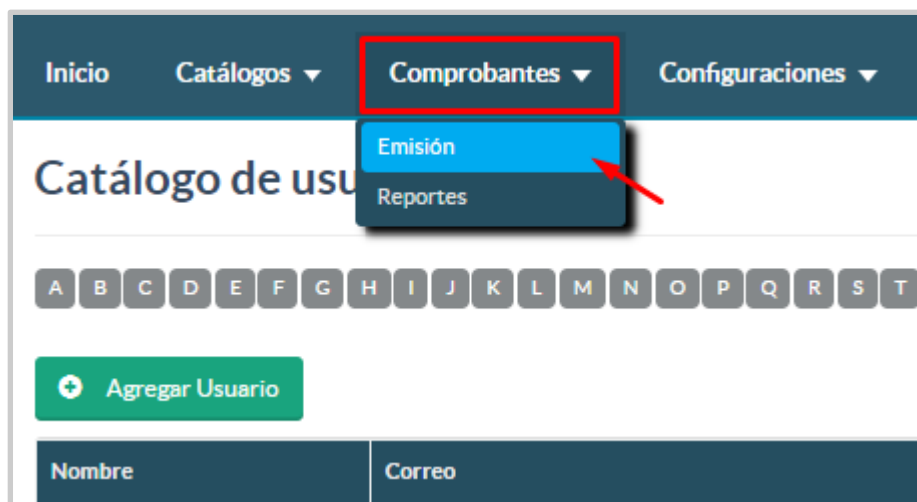 Inicio Catálogos Comprobantes Configuraciones
Emisión
Catálogo de usu
Reportes
A B C D E F G H I J K L M N O P Q R S T
Agregar Usuario
Nombre Correo